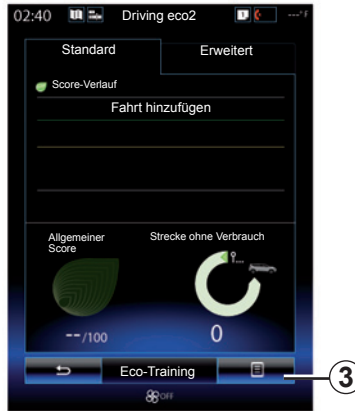 02:40 Driving eco2 1 ---°F
Standard Erweitert
Score-Verlauf
Fahrt hinzufügen
Allgemeiner Strecke ohne Verbrauch
Score
?...
--/100 0
Eco-Training
3
OFF